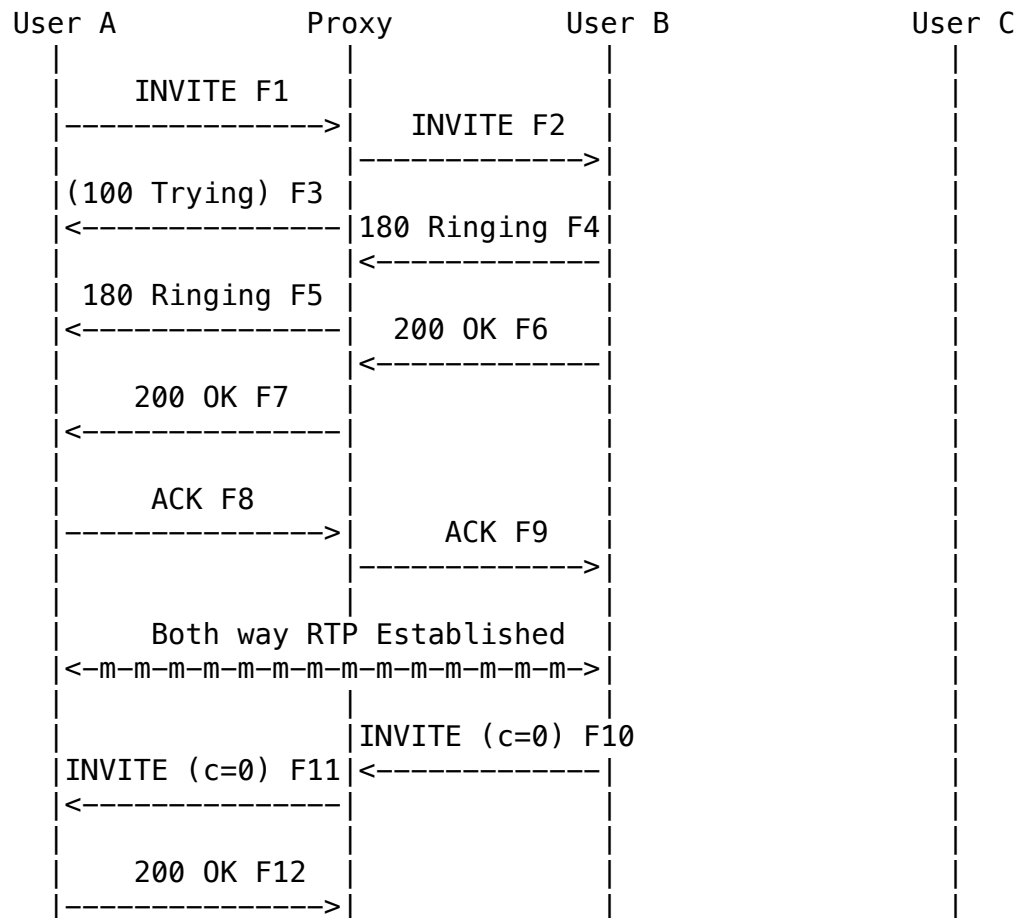 User A Proxy User B User C
INVITE F1
INVITE F2
(100 Trying) F3
180 Ringing F4
180 Ringing F5
200 OK F6
200 OK F7
ACK F8
ACK F9
Both way RTP Established
<-m-m-m-m-m-m-m-m-m-m-m-m-m-m->
INVITE (c=0) F10
INVITE (c=0) F11
200 OK F12